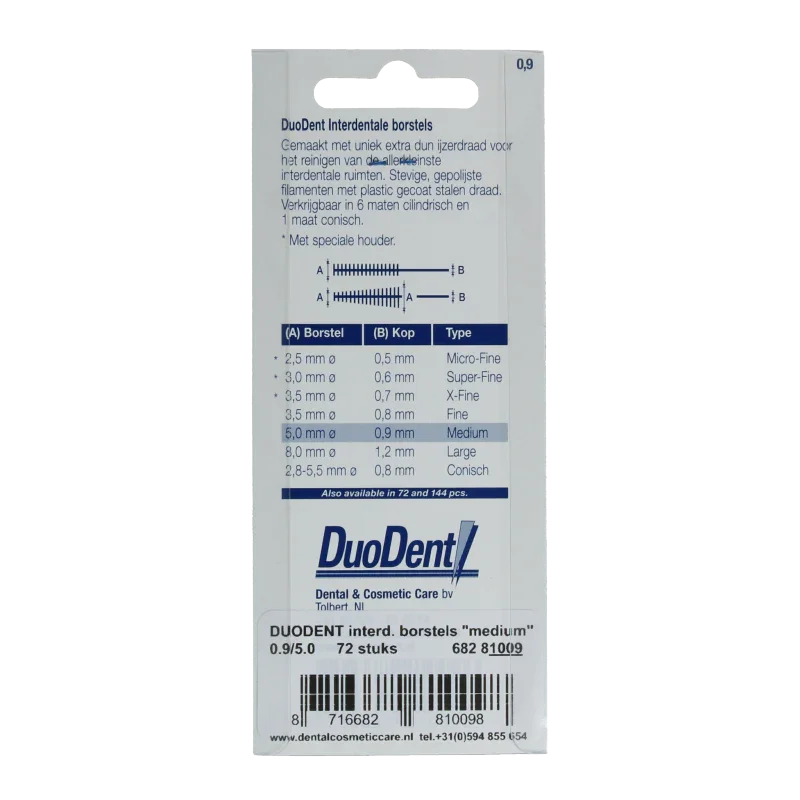 0,9
DuoDent Interdentale borstels
Gemaakt met uniek extra dun ijzerdraad voor
het reinigen van de allerkleinste
interdentale ruimten. Stevige, gepolijste
filamenten met plastic gecoat stalen draad.
Verkrijgbaar in 6 maten cilindrisch en
1 maat conisch.
* Met speciale houder.
A B
A A B
(A) Borstel (B) Kop Type
* 2,5 mm ø 0,5 mm Micro-Fine
* 3,0 mm ø 0,6 mm Super-Fine
* 3,5 mm ø 0,7 mm X-Fine
3,5 mm ø 0,8 mm Fine
5,0 mm ø 0,9 mm Medium
8,0 mm ø 1,2 mm Large
2,8-5,5 mm ø 0,8 mm Conisch
Also available in 72 and 144 pcs.
DuoDent
Dental & Cosmetic Care bv
Tolbert, NL
DUODENT interd. borstels "medium"
0.9/5.0 72 stuks 682 81009
8 716682 810098
www.dentalcosmeticcare.nl tel.+31(0)594 855 654